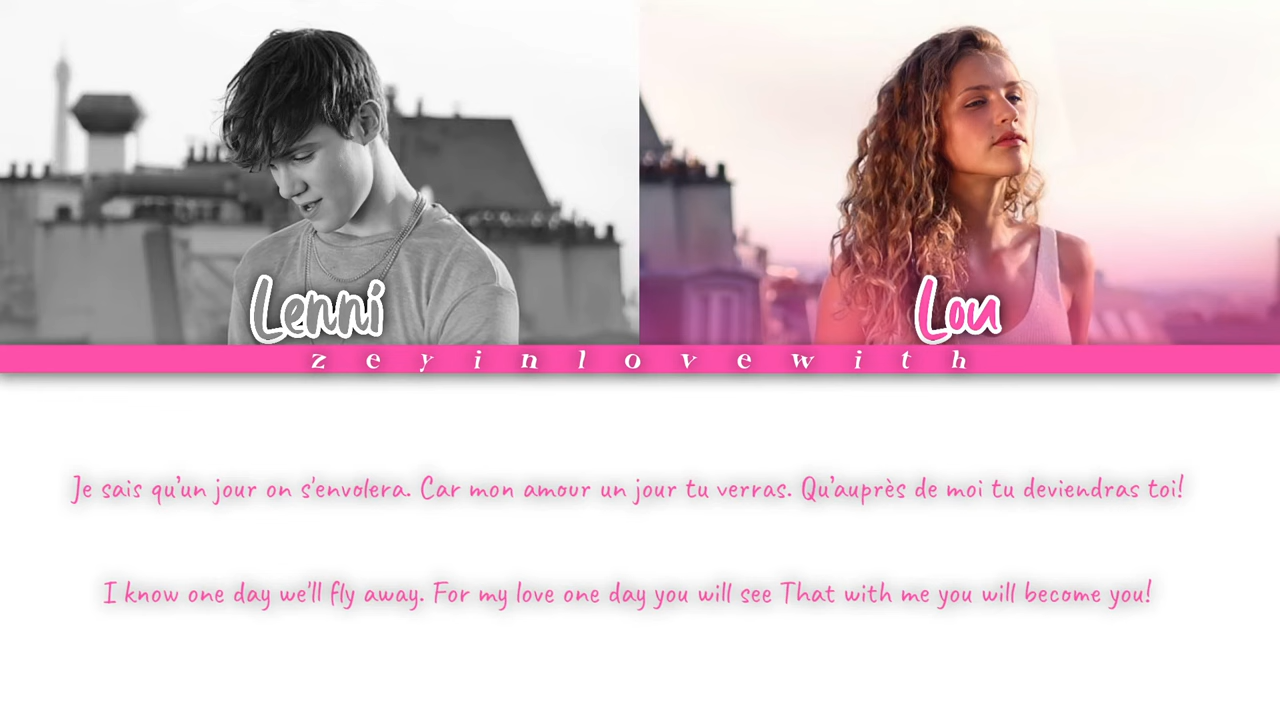 Lenni
Lou
zeyinlovewith
Je sais qu'un jour on s'envolera. Car mon amour un jour tu verras. Qu'auprès de moi tu deviendras toi!
I know one day we'll fly away. For my love one day you will see That with me you will become you!